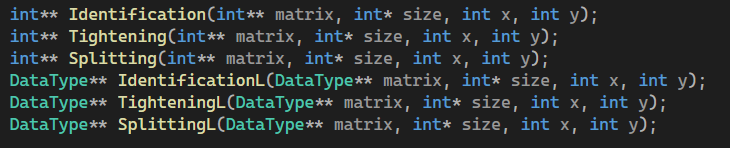 int** Identification(int** matrix, int* size, int x, int y);
int** Tightening(int** matrix, int* size, int x, int y);
int** Splitting(int** matrix, int* size, int x, int y);
DataType** IdentificationL(DataType** matrix, int* size, int x, int y);
DataType** TighteningL(DataType** matrix, int* size, int x, int y);
DataType** SplittingL(DataType** matrix, int* size, int x, int y);